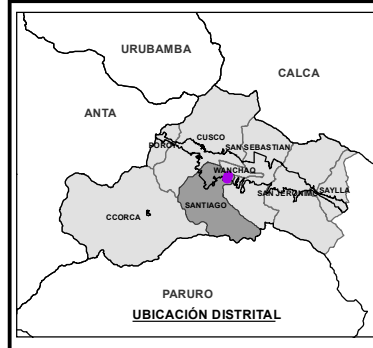 URUBAMBA
CALCA
ANTA
CUSCO
POROY
SAN SEBASTIAN
WANCHAQ
SAN JERONIMO
SAYLLA
CCORCA
SANTIAGO
PARURO
UBICACIÓN DISTRITAL